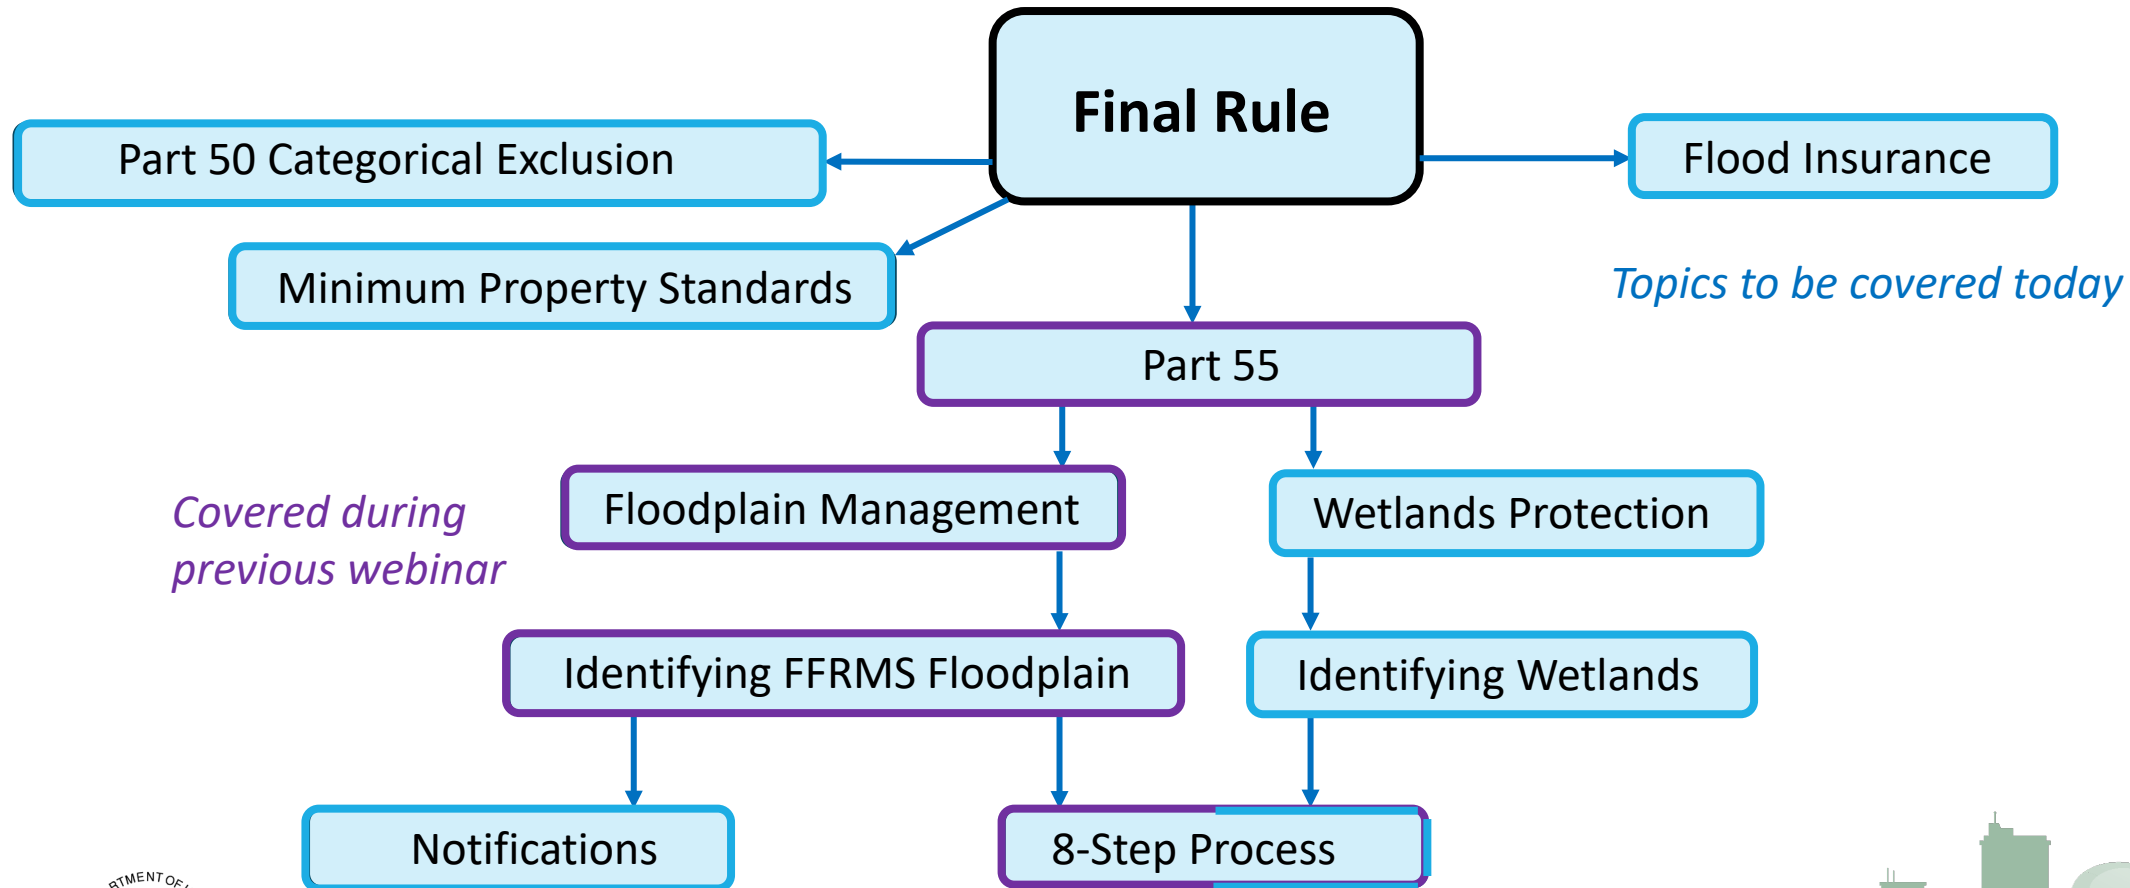 Final Rule
Part 50 Categorical Exclusion
Flood Insurance
Minimum Property Standards
Topics to be covered today
Part 55
Covered during
previous webinar
Floodplain Management
Wetlands Protection
Identifying FFRMS Floodplain
Identifying Wetlands
Notifications
8-Step Process